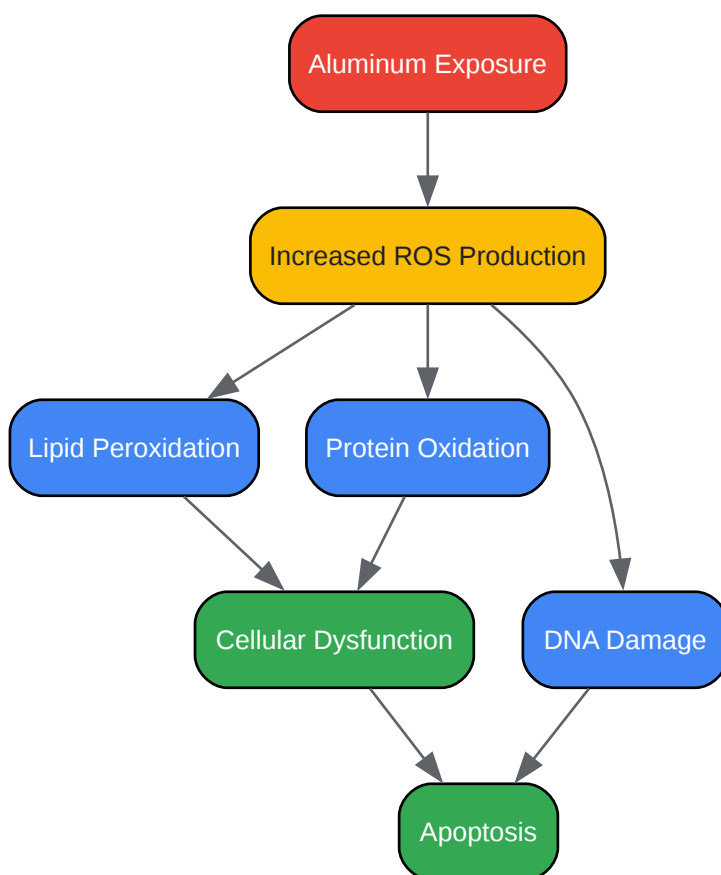 Aluminum Exposure
Increased ROS Production
Lipid Peroxidation
Protein Oxidation
Cellular Dysfunction
DNA Damage
Apoptosis